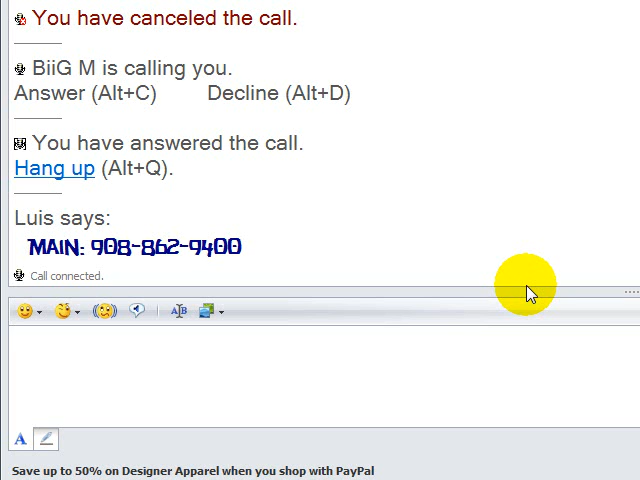 You have canceled the call.
BiiG M is calling you.
Answer (Alt+C) Decline (Alt+D)
You have answered the call.
Hang up (Alt+Q).
Luis says:
MAIN: 908-862-9400
Call connected.
A
Save up to 50% on Designer Apparel when you shop with PayPal